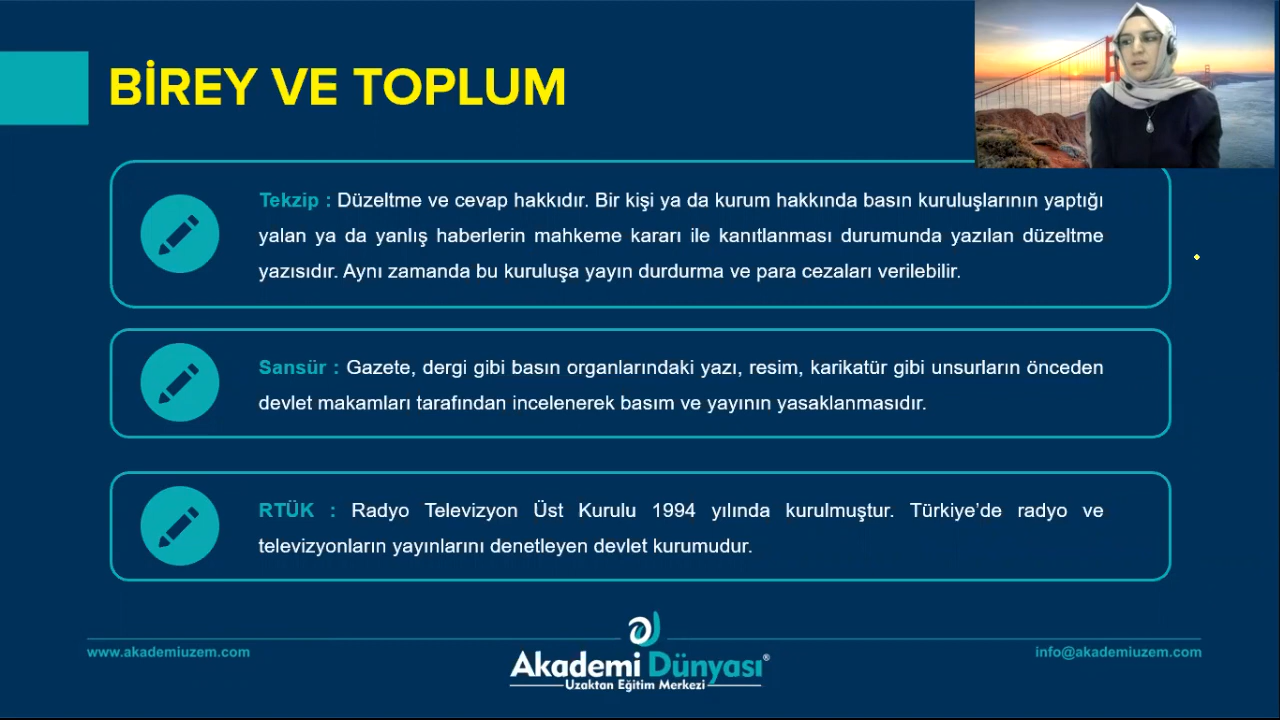 BİREY VE TOPLUM
Tekzip : Düzeltme ve cevap hakkıdır. Bir kişi ya da kurum hakkında basın kuruluşlarının yaptığı
yalan ya da yanlış haberlerin mahkeme kararı ile kanıtlanması durumunda yazılan düzeltme
yazısıdır. Aynı zamanda bu kuruluşa yayın durdurma ve para cezaları verilebilir.
Sansür : Gazete, dergi gibi basın organlarındaki yazı, resim, karikatür gibi unsurların önceden
devlet makamları tarafından incelenerek basım ve yayının yasaklanmasıdır.
RTÜK : Radyo Televizyon Üst Kurulu 1994 yılında kurulmuştur. Türkiye’de radyo ve
televizyonların yayınlarını denetleyen devlet kurumudur.
www.akademiuzem.com
Akademi Dünyası®
Uzaktan Eğitim Merkezi
info@akademiuzem.com